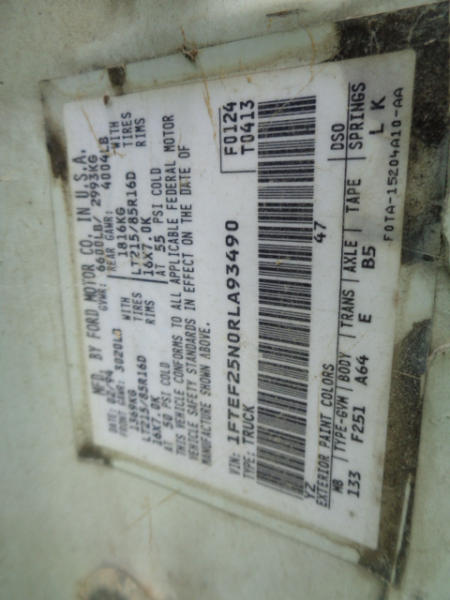 MFD. BY FORD MOTOR CO. IN U.S.A.
DATE: 02/94 GVWR: 6600LB/ 2993KG
FRONT GAWR: 3020LB REAR GAWR: 4004LB
1369KG WITH 1816KG WITH
LT215/85R16D TIRES LT215/85R16D TIRES
16X7.0K RIMS 16X7.0K RIMS
AT 50 PSI COLD AT 55 PSI COLD
THIS VEHICLE CONFORMS TO ALL APPLICABLE FEDERAL MOTOR
VEHICLE SAFETY STANDARDS IN EFFECT ON THE DATE OF
MANUFACTURE SHOWN ABOVE.
VIN: 1FTEF25N0RLA93490 F0124
TYPE: TRUCK T0413
YZ 47
EXTERIOR PAINT COLORS DSO
WB TYPE-GVM BODY TRANS AXLE TAPE SPRINGS
133 F251 A64 E B5 L K
F0TA-15204A10-AA